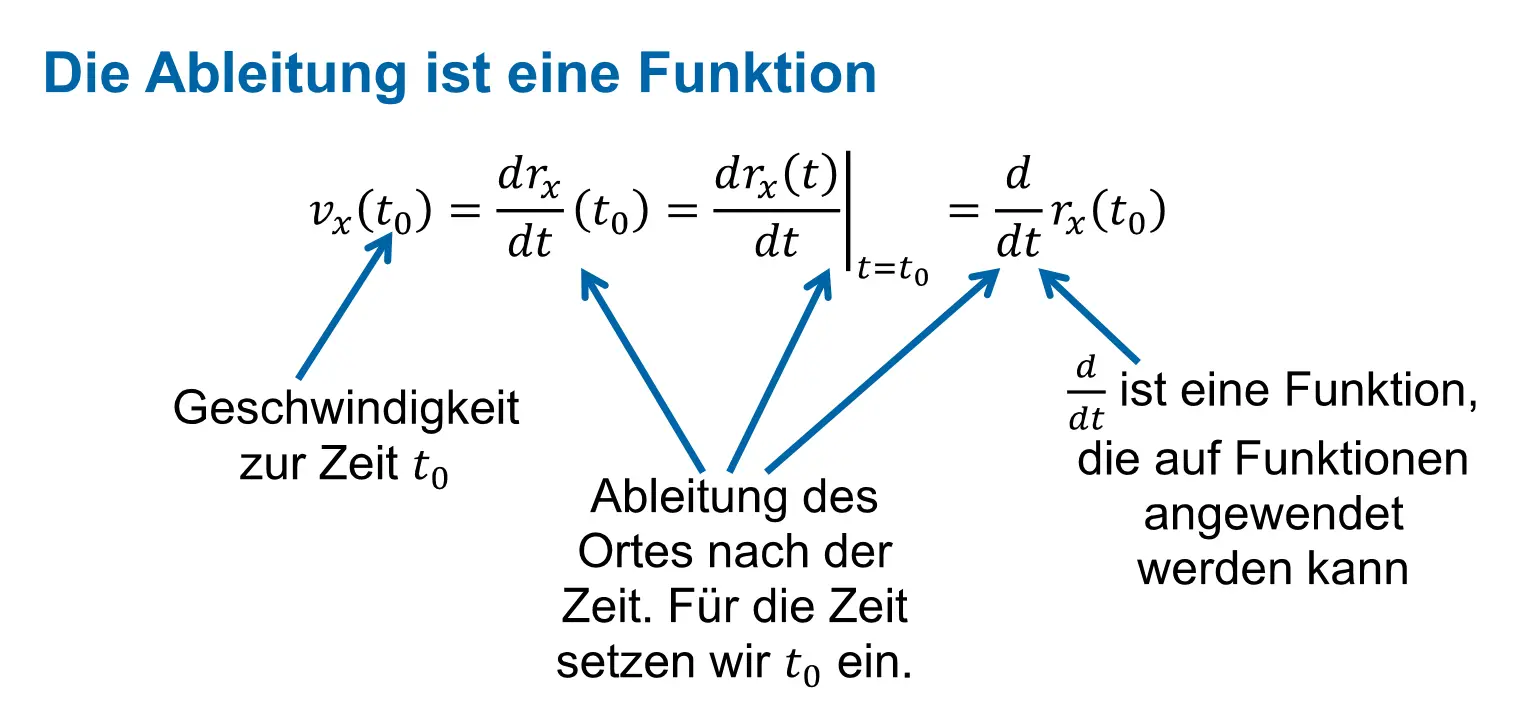 Die Ableitung ist eine Funktion
$v_x(t_0) = \frac{dr_x}{dt}(t_0) = \left.\frac{dr_x(t)}{dt}\right|_{t=t_0} = \frac{d}{dt}r_x(t_0)$
Geschwindigkeit
zur Zeit $t_0$
Ableitung des
Ortes nach der
Zeit. Für die Zeit
setzen wir $t_0$ ein.
$\frac{d}{dt}$ ist eine Funktion,
die auf Funktionen
angewendet
werden kann